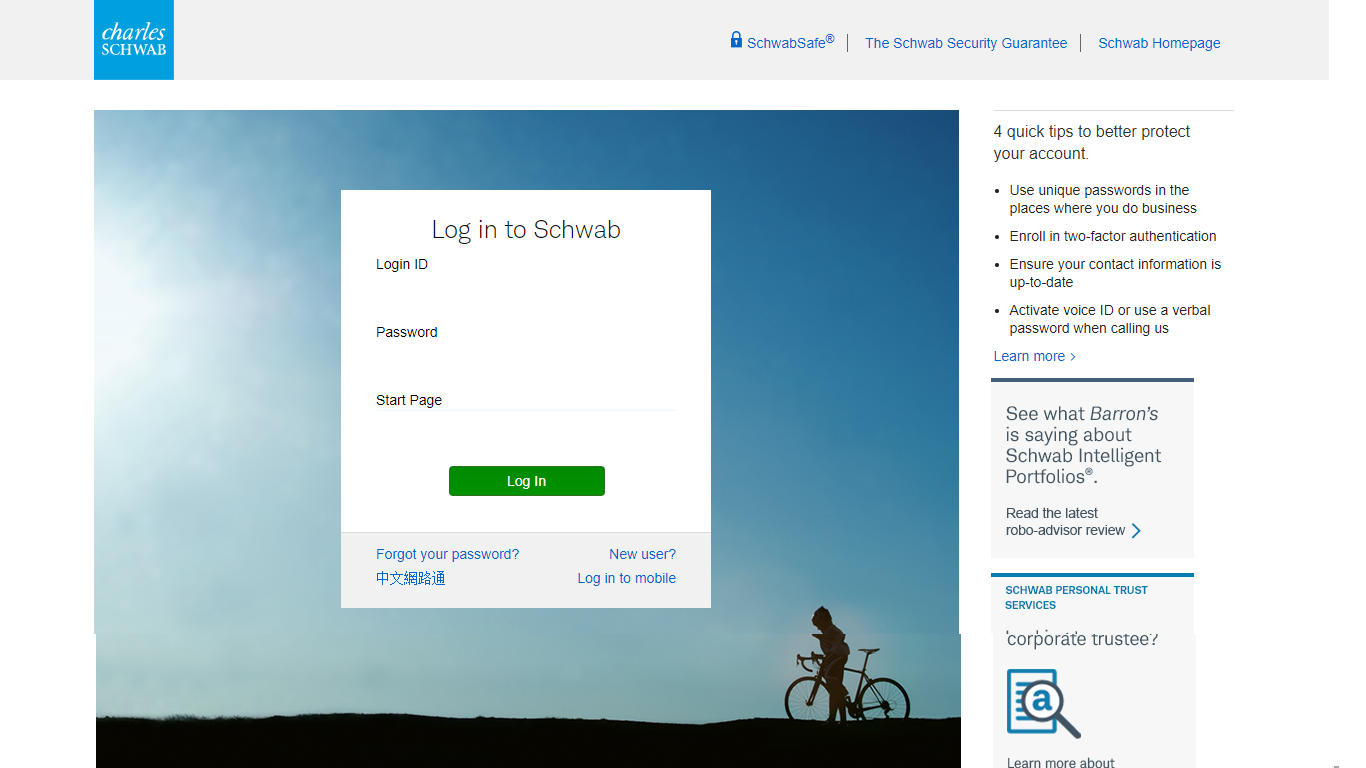 charles
SCHWAB
SchwabSafe®
The Schwab Security Guarantee
Schwab Homepage
Log in to Schwab
Login ID
Password
Start Page
Log In
Forgot your password?
New user?
中文網路通
Log in to mobile
4 quick tips to better protect
your account.
Use unique passwords in the
places where you do business
Enroll in two-factor authentication
Ensure your contact information is
up-to-date
Activate voice ID or use a verbal
password when calling us
Learn more
See what Barron's
is saying about
Schwab Intelligent
Portfolios®.
Read the latest
robo-advisor review
SCHWAB PERSONAL TRUST
SERVICES
corporate trustee?
a
Learn more about